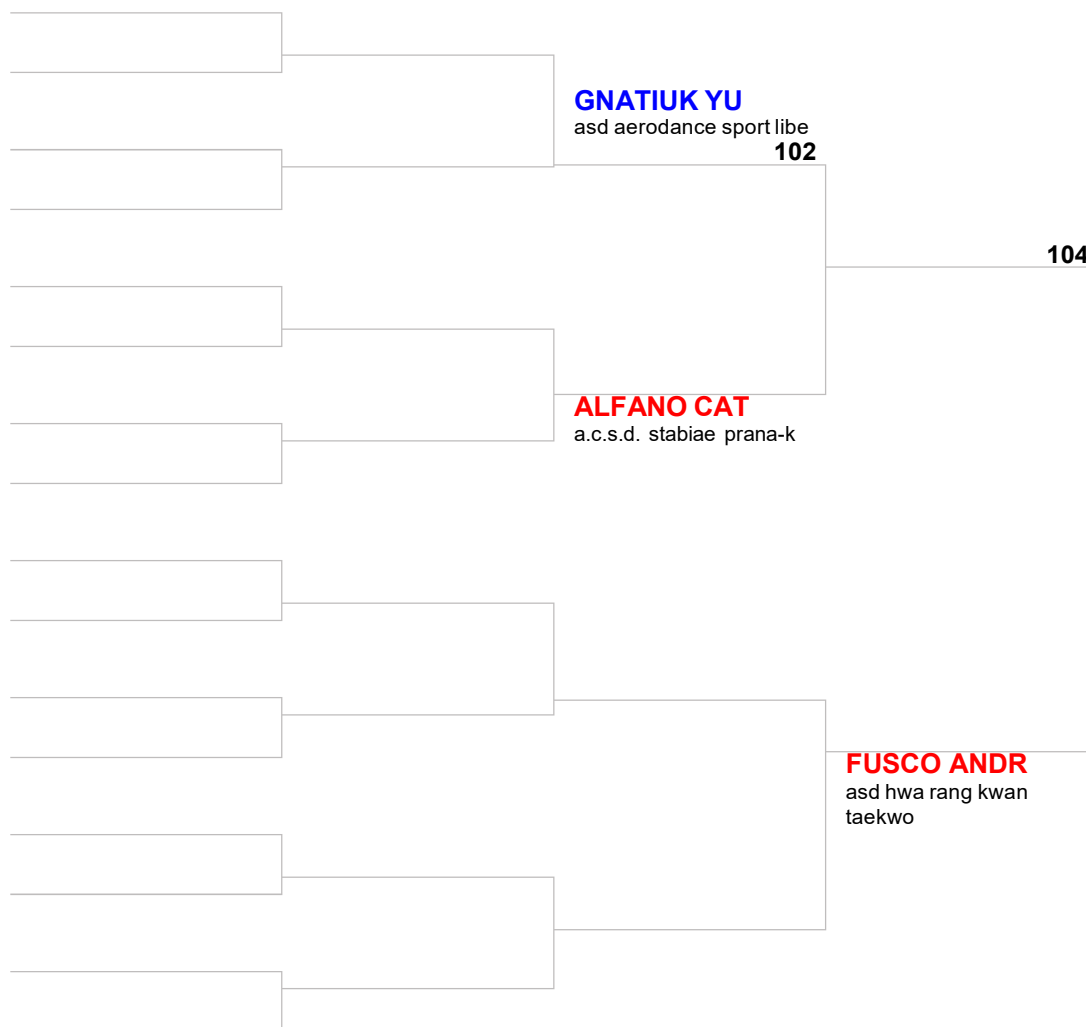 GNATIUK YU
asd aerodance sport libe
102
104
ALFANO CAT
a.c.s.d. stabiae prana-k
FUSCO ANDR
asd hwa rang kwan
taekwo